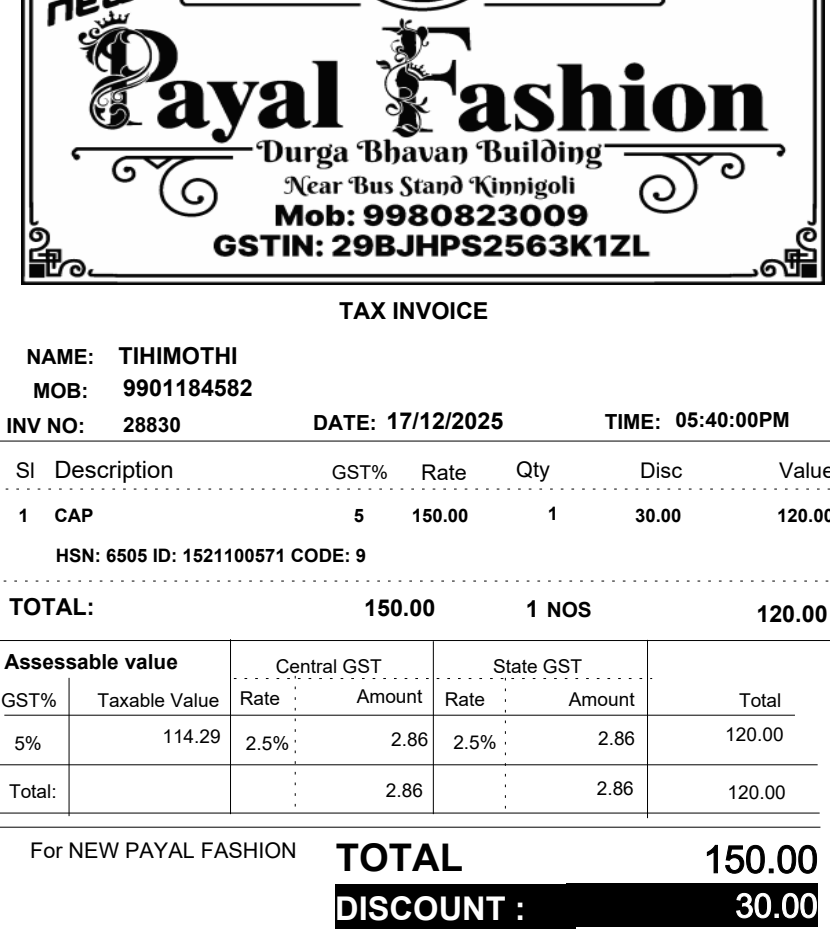 new
Payal Fashion
Durga Bhavan Building
Near Bus Stand Kinnigoli
Mob: 9980823009
GSTIN: 29BJHPS2563K1ZL
TAX INVOICE
NAME: TIHIMOTHI
MOB: 9901184582
INV NO: 28830 DATE: 17/12/2025 TIME: 05:40:00PM
Sl Description GST% Rate Qty Disc Value
1 CAP 5 150.00 1 30.00 120.00
HSN: 6505 ID: 1521100571 CODE: 9
TOTAL: 150.00 1 NOS 120.00
Assessable value Central GST State GST
GST% Taxable Value Rate Amount Rate Amount Total
5% 114.29 2.5% 2.86 2.5% 2.86 120.00
Total: 2.86 2.86 120.00
For NEW PAYAL FASHION TOTAL 150.00
DISCOUNT : 30.00